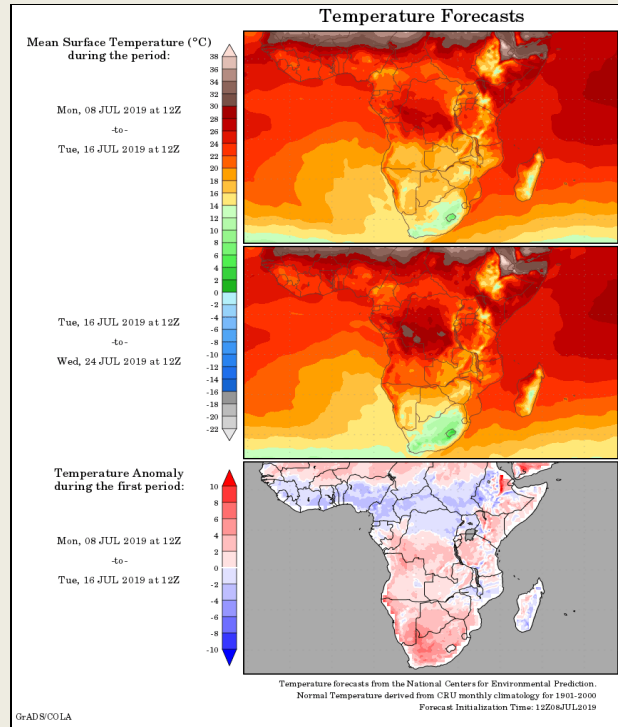 Temperature Forecasts
Mean Surface Temperature (°C)
during the period:
Mon, 08 JUL 2019 at 12Z
-to-
Tue, 16 JUL 2019 at 12Z
38
36
34
32
30
28
26
24
22
20
18
16
14
12
10
8
6
4
2
0
-2
-4
-6
-8
-10
-12
-14
-16
-18
-20
-22
Tue, 16 JUL 2019 at 12Z
-to-
Wed, 24 JUL 2019 at 12Z
Temperature Anomaly
during the first period:
Mon, 08 JUL 2019 at 12Z
-to-
Tue, 16 JUL 2019 at 12Z
10
8
6
4
2
0
-2
-4
-6
-8
-10
Temperature forecasts from the National Centers for Environmental Prediction.
Normal Temperature derived from CRU monthly climatology for 1901-2000
Forecast Initialization Time: 12Z08JUL2019
GrADS/COLA